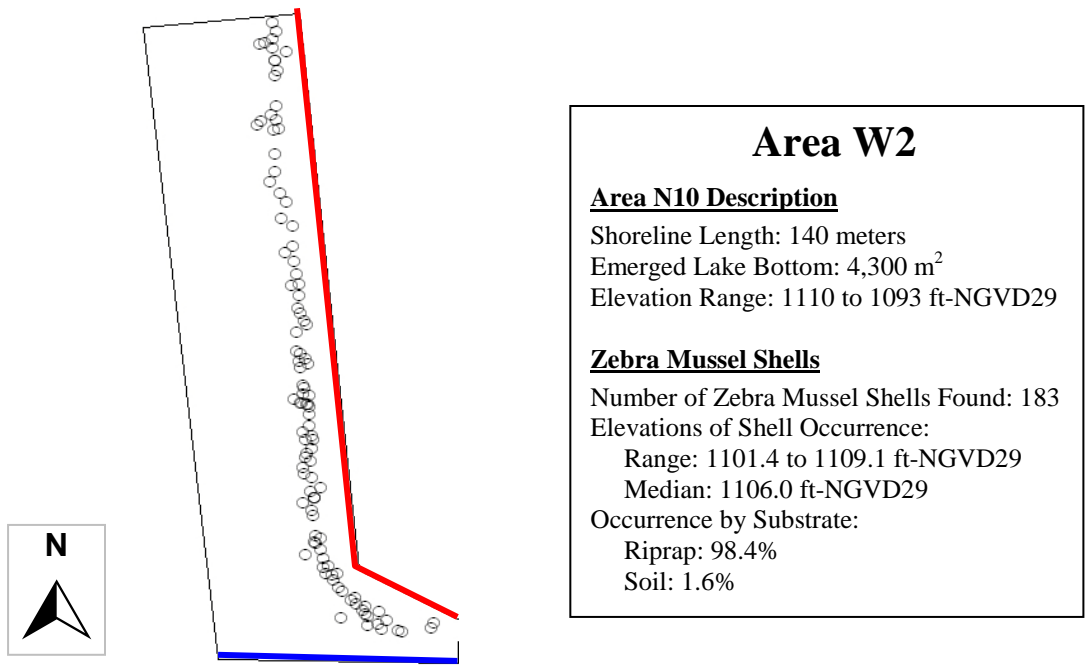 N
Area W2
Area N10 Description
Shoreline Length: 140 meters
Emerged Lake Bottom: 4,300 m²
Elevation Range: 1110 to 1093 ft-NGVD29
Zebra Mussel Shells
Number of Zebra Mussel Shells Found: 183
Elevations of Shell Occurrence:
Range: 1101.4 to 1109.1 ft-NGVD29
Median: 1106.0 ft-NGVD29
Occurrence by Substrate:
Riprap: 98.4%
Soil: 1.6%